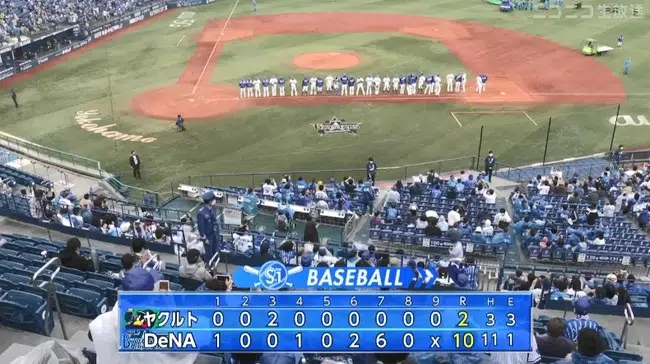 ニコニコ生放送
Yokohama
S☆1 BASEBALL
1 2 3 4 5 6 7 8 9 R H E
ヤクルト 0 0 2 0 0 0 0 0 0 2 3 3
DeNA 1 0 0 1 0 2 6 0 x 10 11 1